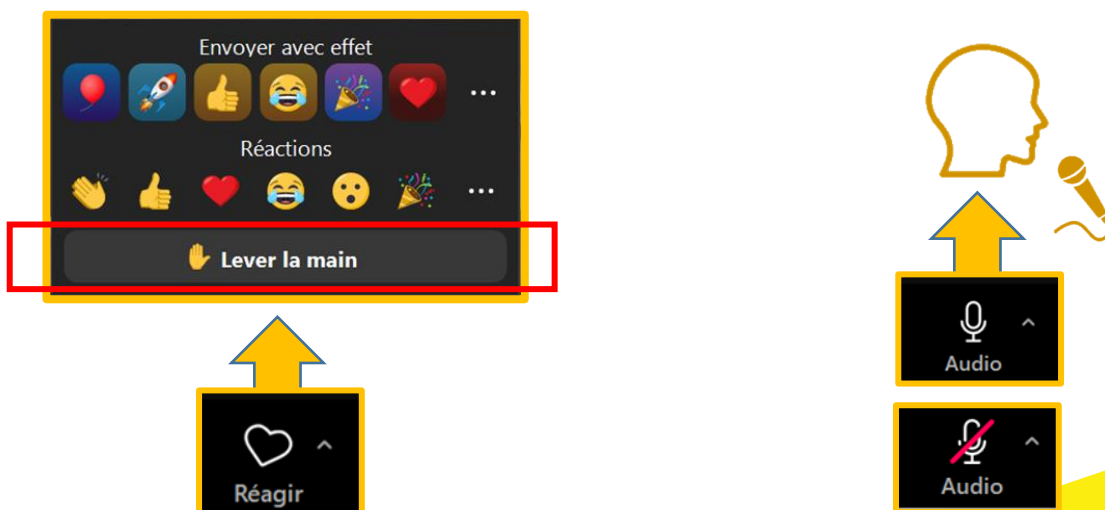 Envoyer avec effet
Réactions
Lever la main
Réagir
Audio
Audio